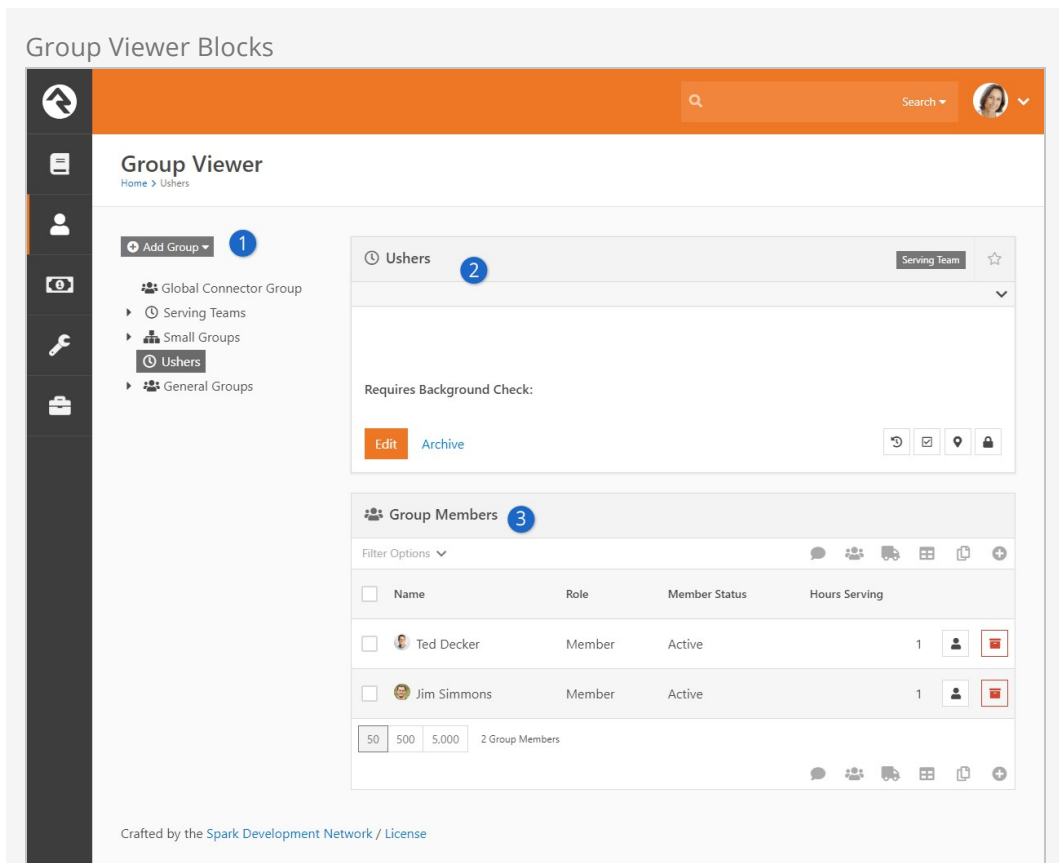 Group Viewer Blocks
Search
Group Viewer
Home > Ushers
Add Group
1
Global Connector Group
Serving Teams
Small Groups
Ushers
General Groups
Ushers
2
Serving Team
Requires Background Check:
Edit Archive
Group Members
3
Filter Options
Name Role Member Status Hours Serving
Ted Decker Member Active 1
Jim Simmons Member Active 1
50 500 5,000 2 Group Members
Crafted by the Spark Development Network / License